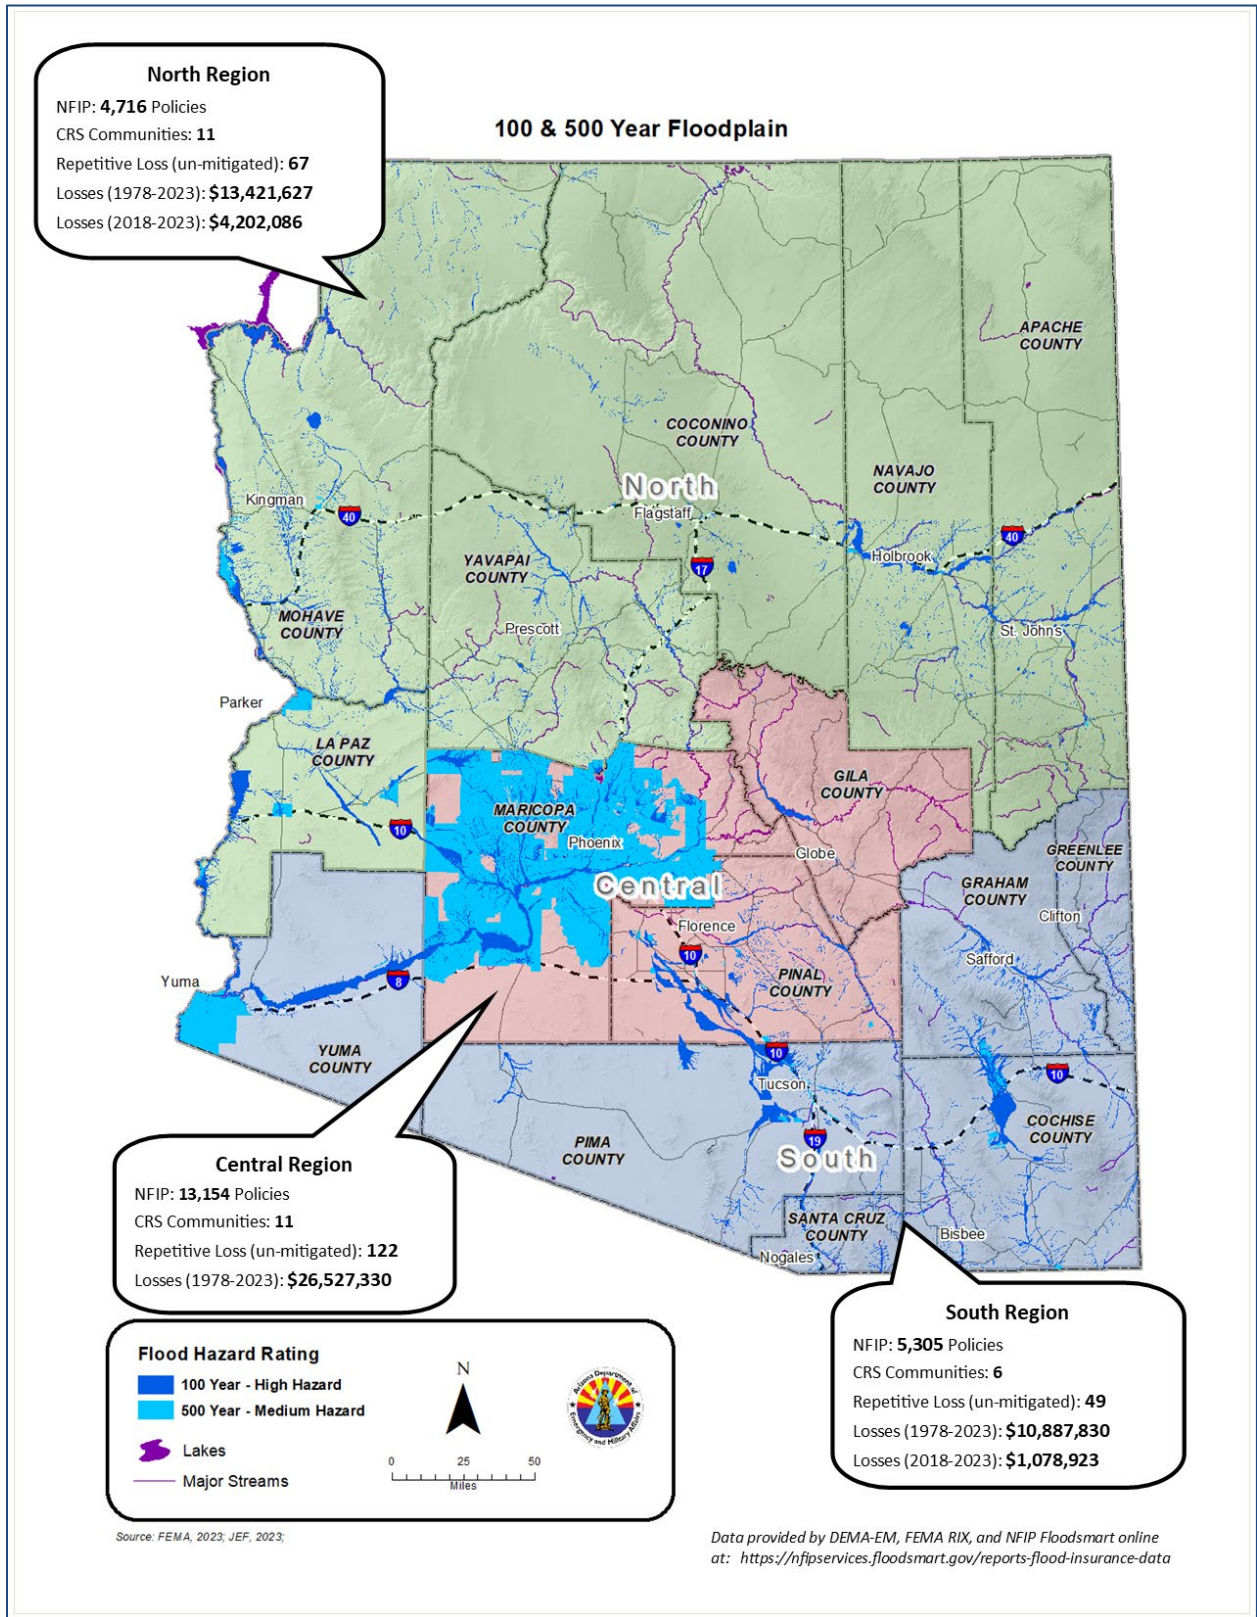 North Region
NFIP: 4,716 Policies
CRS Communities: 11
Repetitive Loss (un-mitigated): 67
Losses (1978-2023): $13,421,627
Losses (2018-2023): $4,202,086
100 & 500 Year Floodplain
APACHE
COUNTY
COCONINO
COUNTY
NAVAJO
COUNTY
North
Kingman
40
Flagstaff
40
Holbrook
17
YAVAPAI
COUNTY
MOHAVE
COUNTY
Prescott
St. Johns
Parker
LA PAZ
COUNTY
GILA
COUNTY
MARICOPA
COUNTY
10
Phoenix
Globe
GREENLEE
COUNTY
Central
GRAHAM
COUNTY
Clifton
Florence
10
Safford
Yuma
8
PINAL
COUNTY
YUMA
COUNTY
10
10
Tucson
COCHISE
COUNTY
19
PIMA
COUNTY
South
SANTA CRUZ
COUNTY
Bisbee
Nogales
Central Region
NFIP: 13,154 Policies
CRS Communities: 11
Repetitive Loss (un-mitigated): 122
Losses (1978-2023): $26,527,330
South Region
NFIP: 5,305 Policies
CRS Communities: 6
Repetitive Loss (un-mitigated): 49
Losses (1978-2023): $10,887,830
Losses (2018-2023): $1,078,923
Flood Hazard Rating
100 Year - High Hazard
500 Year - Medium Hazard
Lakes
Major Streams
N
0 25 50
Miles
Arizona Department of
Emergency and Military Affairs
Source: FEMA, 2023; JEF, 2023;
Data provided by DEMA-EM, FEMA RIX, and NFIP Floodsmart online
at: https://nfipservices.floodsmart.gov/reports-flood-insurance-data